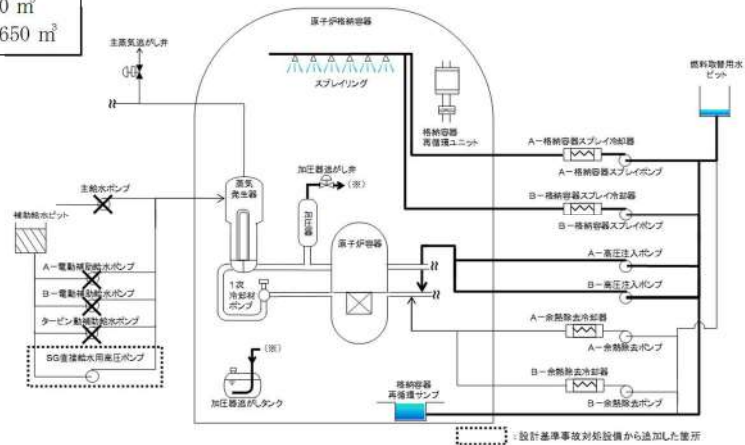 0 ㎥
650 ㎥
原子炉格納容器
主蒸気逃がし弁
スプレイリング
燃料取替用水
ピット
格納容器
再循環ユニット
A－格納容器スプレイ冷却器
A－格納容器スプレイポンプ
主給水ポンプ
蒸気
発生器
加圧器逃がし弁
(※)
加圧器
B－格納容器スプレイ冷却器
B－格納容器スプレイポンプ
補助給水ピット
原子炉容器
A－電動補助給水ポンプ
A－高圧注入ポンプ
B－電動補助給水ポンプ
1次
冷却材
ポンプ
B－高圧注入ポンプ
タービン動補助給水ポンプ
A－余熱除去冷却器
A－余熱除去ポンプ
SG直接給水用高圧ポンプ
(※)
B－余熱除去冷却器
B－余熱除去ポンプ
加圧器逃がしタンク
格納容器
再循環サンプ
：設計基準事故対処設備から追加した箇所